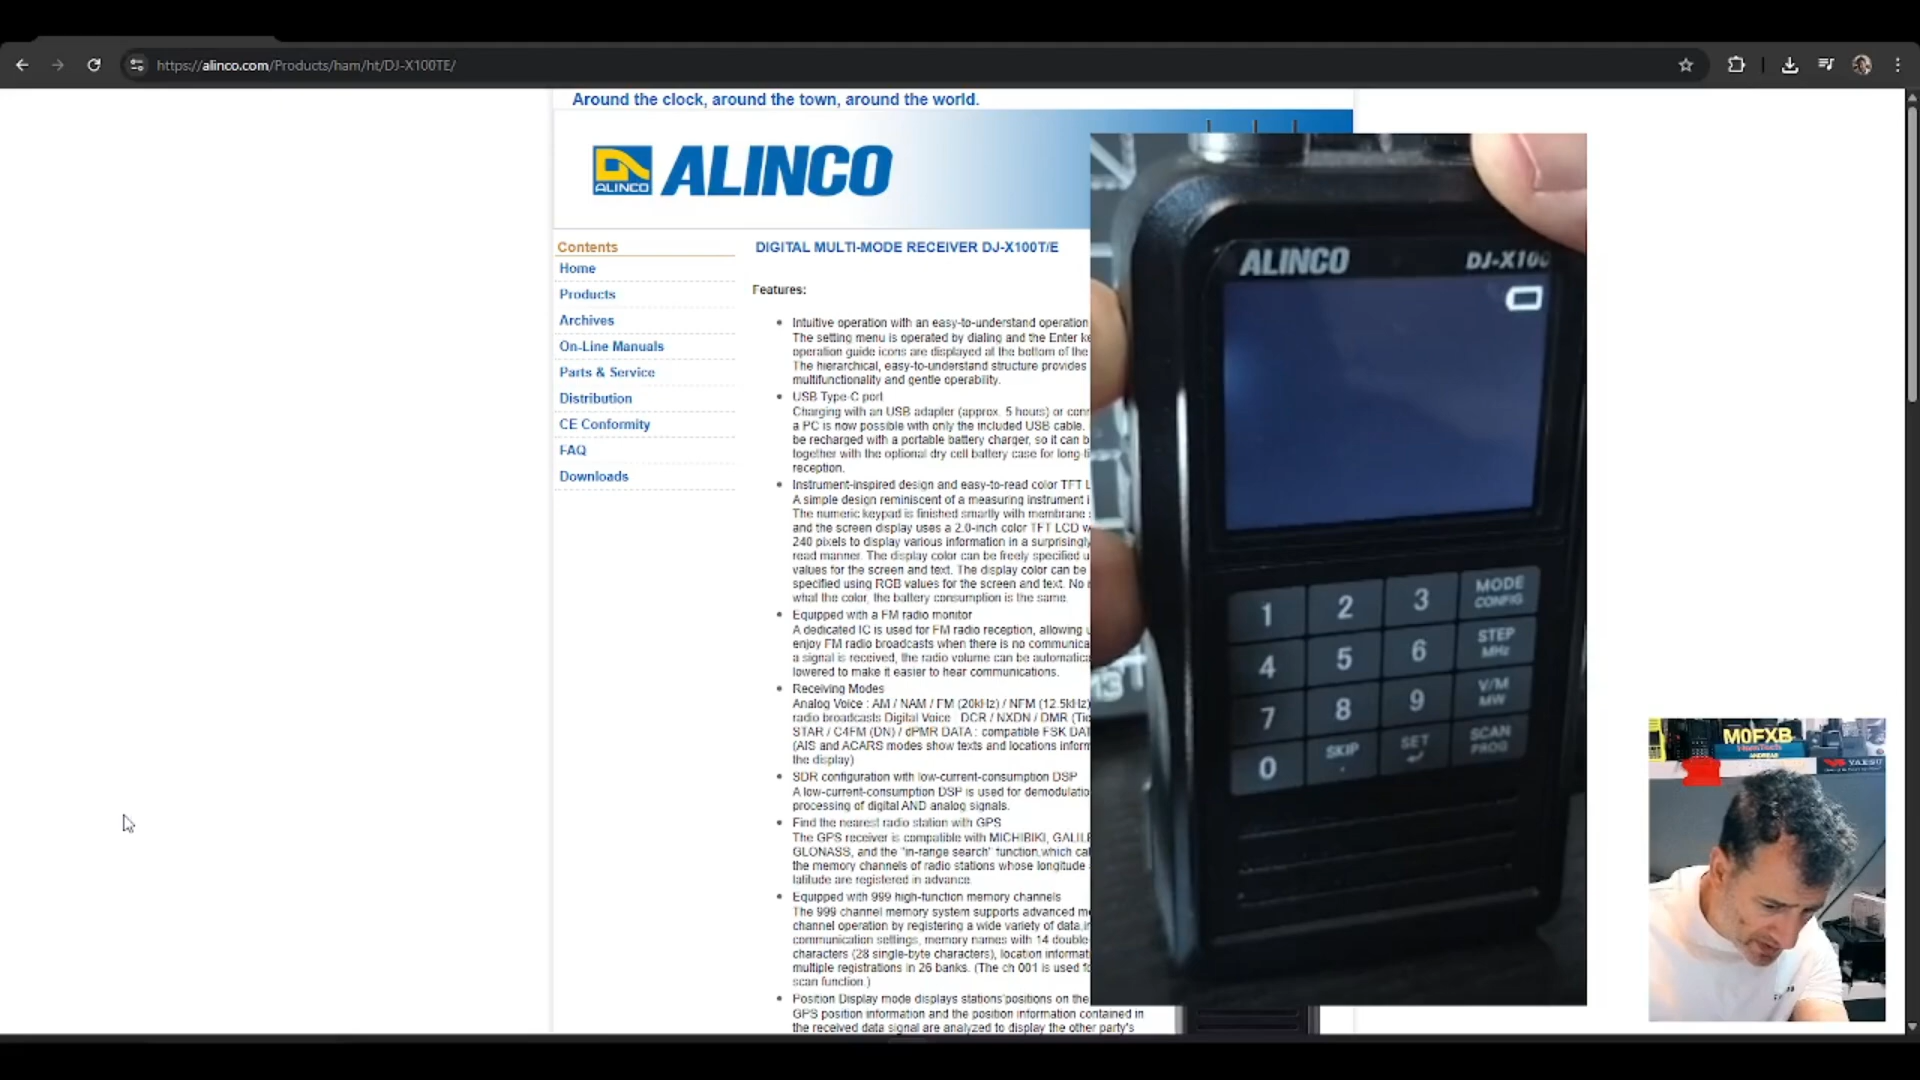 https://alinco.com/Products/ham/ht/DJ-X100TE/
Around the clock, around the town, around the world.
ALINCO
ALINCO
Contents
Home
Products
Archives
On-Line Manuals
Parts & Service
Distribution
CE Conformity
FAQ
Downloads
DIGITAL MULTI-MODE RECEIVER DJ-X100T/E
Features:
Intuitive operation with an easy-to-understand operation
The setting menu is operated by dialing and the Enter
operation guide icons are displayed at the bottom of the
The hierarchical, easy-to-understand structure provides
multifunctionality and gentle operability.
USB Type-C port
Charging with an USB adapter (approx. 5 hours) or
a PC is now possible with only the included USB cable.
be recharged with a portable battery charger, so it can
together with the optional dry cell battery case for
reception.
Instrument-inspired design and easy-to-read color TFT
A simple design reminiscent of a measuring instrument
The numeric keypad is finished smartly with membrane
and the screen display uses a 2.0-inch color TFT LCD
240 pixels to display various information in a surprisingly
read manner. The display color can be freely specified
values for the screen and text. The display color can be
specified using RGB values for the screen and text. No
what the color, the battery consumption is the same.
Equipped with a FM radio monitor
A dedicated IC is used for FM radio reception, allowing
enjoy FM radio broadcasts when there is no
a signal is received, the radio volume can be
lowered to make it easier to hear communications.
Receiving Modes
Analog Voice : AM / NAM / FM (20kHz) / NFM (12.5kHz)
radio broadcasts Digital Voice : DCR / NXDN / DMR
STAR / C4FM (DN) / dPMR DATA : compatible FSK
(AIS and ACARS modes show texts and locations
the display)
SDR configuration with low-current-consumption DSP
A low-current-consumption DSP is used for
processing of digital AND analog signals.
Find the nearest radio station with GPS
The GPS receiver is compatible with MICHIBIKI,
GLONASS, and the "in-range search" function which
the memory channels of radio stations whose longitude
latitude are registered in advance.
Equipped with 999 high-function memory channels
The 999 channel memory system supports advanced
channel operation by registering a wide variety of data
communication settings, memory names with 14 double-
characters (28 single-byte characters), location
multiple registrations in 26 banks. (The ch 001 is used
scan function.)
Position Display mode displays stations' positions on the
GPS position information and the position information contained in
the received data signal are analyzed to display the other party's
ALINCO DJ-X100
1 2 3 MODE CONFIG
4 5 6 STEP MHz
7 8 9 V/M MW
0 SKIP . SET SCAN PROG
13
M0FXB
YAESU